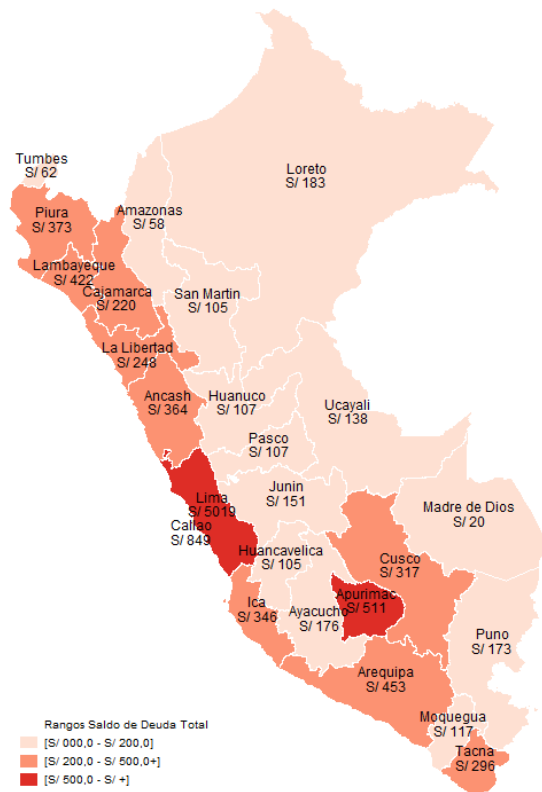 Tumbes
S/ 62
Loreto
S/ 183
Piura
S/ 373
Amazonas
S/ 58
Lambayeque
S/ 422
Cajamarca
S/ 220
San Martin
S/ 105
La Libertad
S/ 248
Ancash
S/ 364
Huanuco
S/ 107
Ucayali
S/ 138
Pasco
S/ 107
Lima
S/ 5019
Junin
S/ 151
Madre de Dios
S/ 20
Callao
S/ 849
Huancavelica
S/ 105
Cusco
S/ 317
Ica
S/ 346
Ayacucho
S/ 176
Apurimac
S/ 511
Puno
S/ 173
Arequipa
S/ 453
Moquegua
S/ 117
Tacna
S/ 296
Rangos Saldo de Deuda Total
[S/ 000,0 - S/ 200,0]
[S/ 200,0 - S/ 500,0+]
[S/ 500,0 - S/ +]